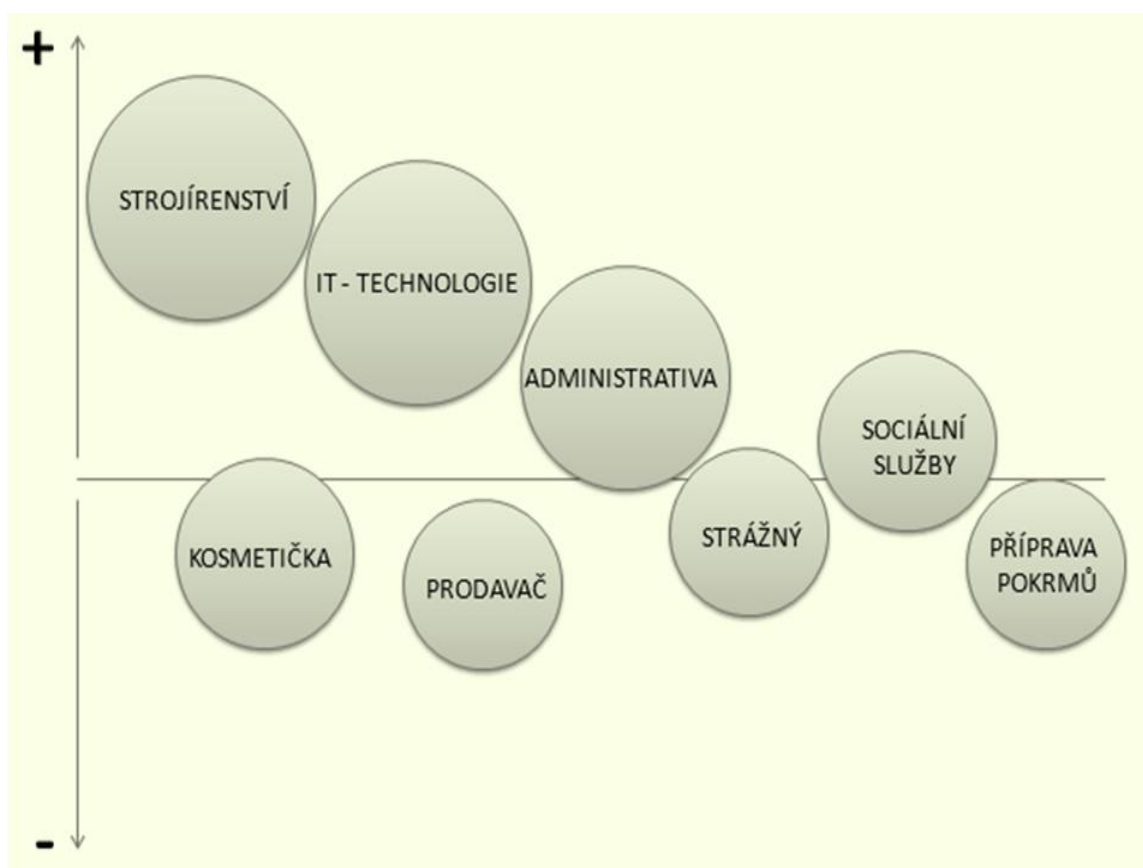 +
STROJÍRENSTVÍ
IT - TECHNOLOGIE
ADMINISTRATIVA
SOCIÁLNÍ
SLUŽBY
KOSMETIČKA
PRODAVAČ
STRÁŽNÝ
PŘÍPRAVA
POKRMŮ
-